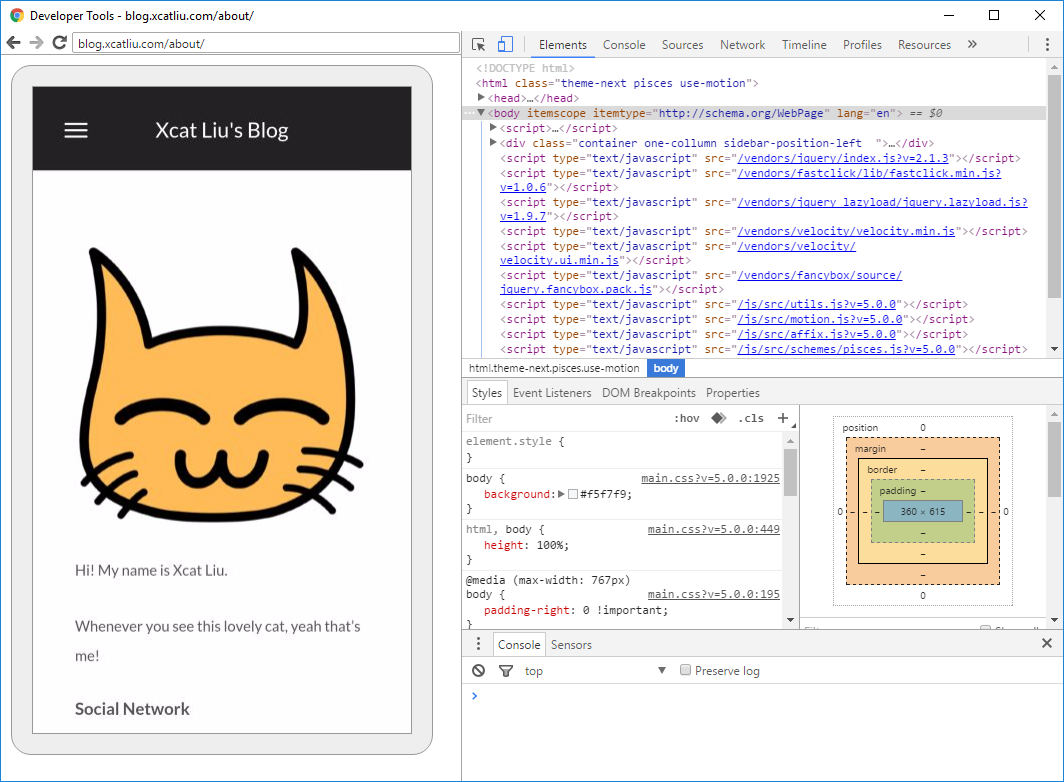 Developer Tools - blog.xcatliu.com/about/
blog.xcatliu.com/about/
Xcat Liu's Blog
Hi! My name is Xcat Liu.
Whenever you see this lovely cat, yeah that's
me!
Social Network
Elements Console Sources Network Timeline Profiles Resources »
<!DOCTYPE html>
<html class="theme-next pisces use-motion">
▶<head>…</head>
…▼<body itemscope itemtype="http://schema.org/WebPage" lang="en"> == $0
▶<script>…</script>
▶<div class="container one-collumn sidebar-position-left  ">…</div>
<script type="text/javascript" src="/vendors/jquery/index.js?v=2.1.3"></script>
<script type="text/javascript" src="/vendors/fastclick/lib/fastclick.min.js?
v=1.0.6"></script>
<script type="text/javascript" src="/vendors/jquery_lazyload/jquery.lazyload.js?
v=1.9.7"></script>
<script type="text/javascript" src="/vendors/velocity/velocity.min.js"></script>
<script type="text/javascript" src="/vendors/velocity/
velocity.ui.min.js"></script>
<script type="text/javascript" src="/vendors/fancybox/source/
jquery.fancybox.pack.js"></script>
<script type="text/javascript" src="/js/src/utils.js?v=5.0.0"></script>
<script type="text/javascript" src="/js/src/motion.js?v=5.0.0"></script>
<script type="text/javascript" src="/js/src/affix.js?v=5.0.0"></script>
<script type="text/javascript" src="/js/src/schemes/pisces.js?v=5.0.0"></script>
html.theme-next.pisces.use-motion body
Styles Event Listeners DOM Breakpoints Properties
Filter :hov .cls +
element.style {
}
body { main.css?v=5.0.0:1925
background:▶#f5f7f9;
}
html, body { main.css?v=5.0.0:449
height: 100%;
}
@media (max-width: 767px)
body { main.css?v=5.0.0:195
padding-right: 0 !important;
}
position 0
margin –
border –
padding –
0 – – – 360 × 615 – – – 0
–
–
–
0
Console Sensors
top ▼ Preserve log